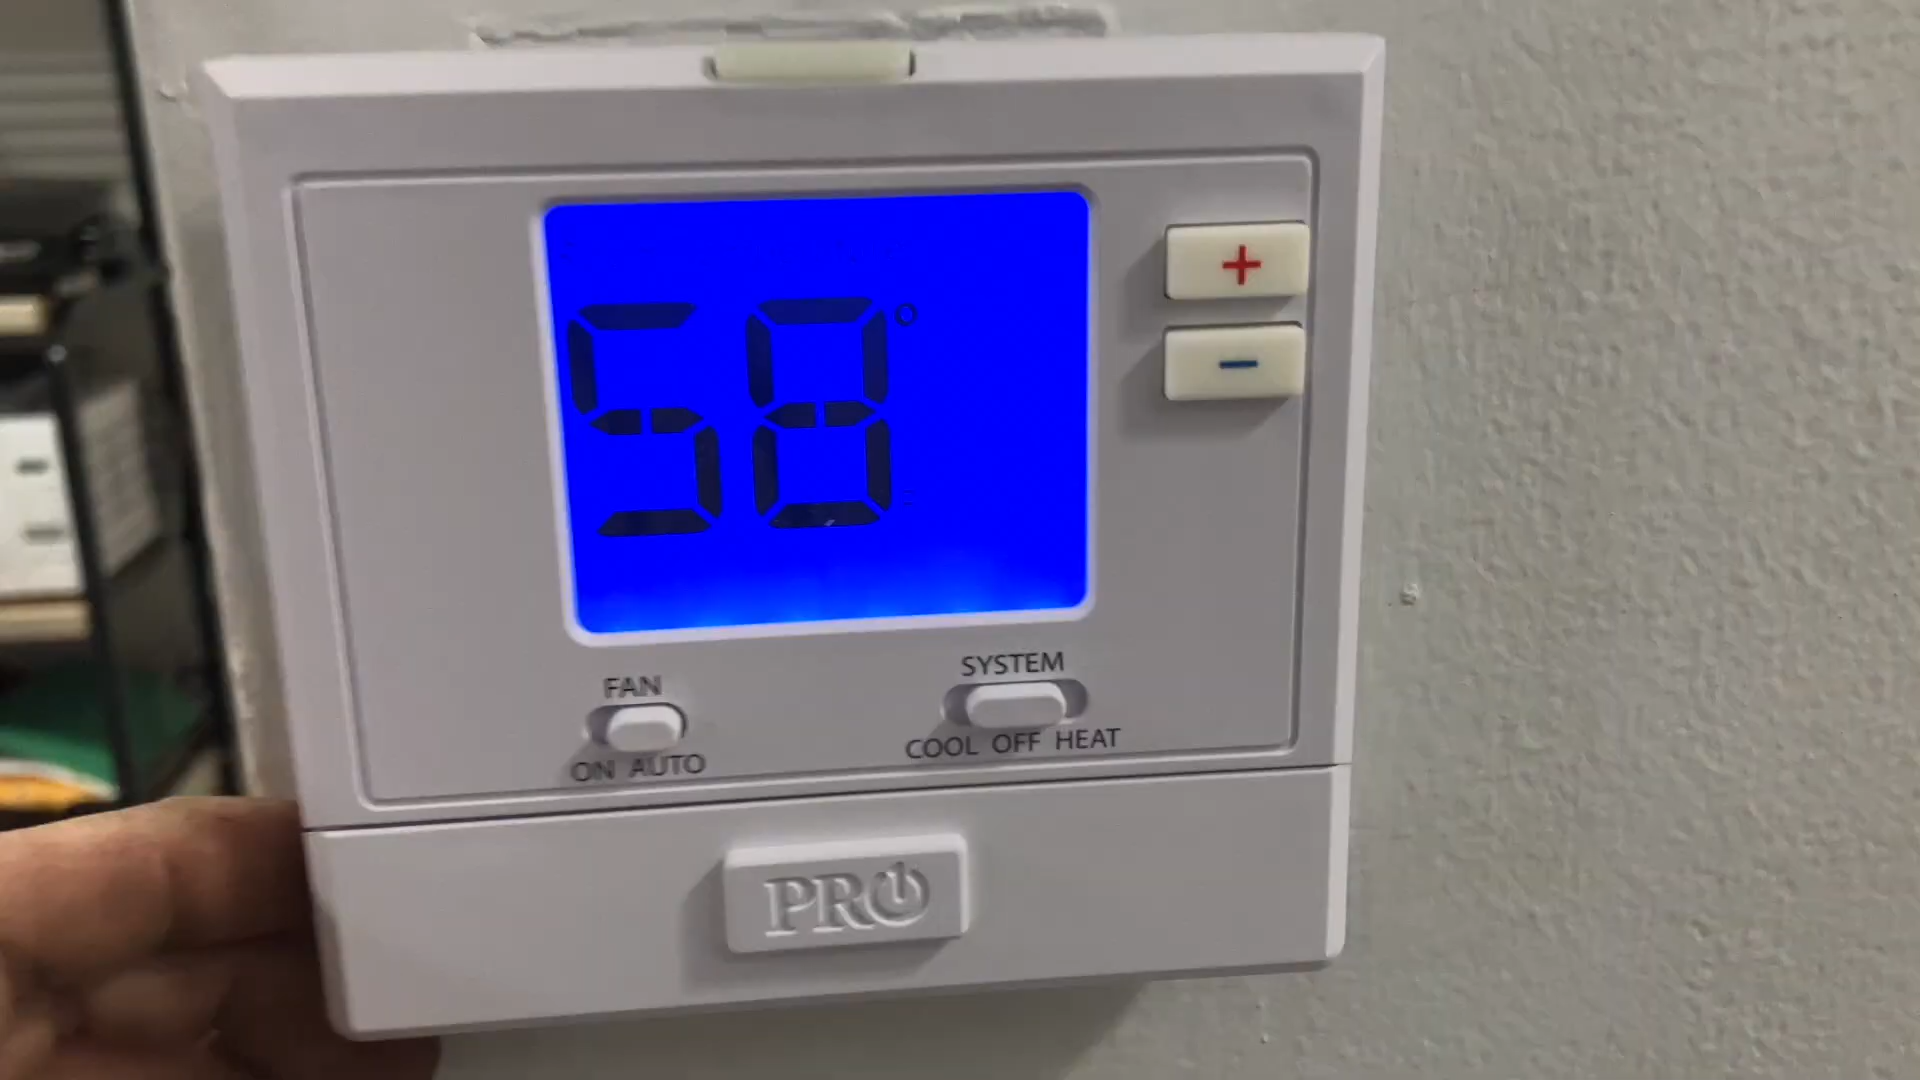 58°
+
-
FAN
ON AUTO
SYSTEM
COOL OFF HEAT
PRO